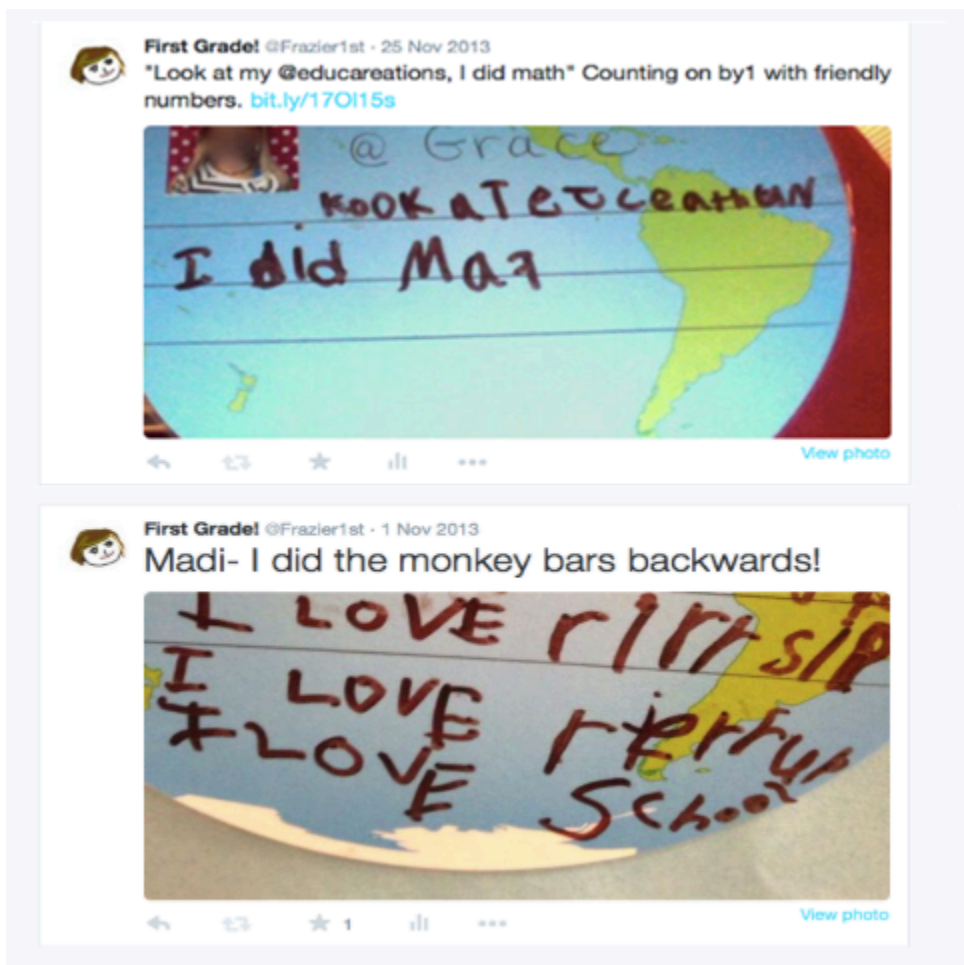 First Grade! @Frazier1st · 25 Nov 2013
"Look at my @educareations, I did math" Counting on by1 with friendly
numbers. bit.ly/17Ol15s
@ Grace
I did Mat
View photo
First Grade! @Frazier1st · 1 Nov 2013
Madi- I did the monkey bars backwards!
I LOVE
I LOVE
I LOVE School
1
View photo